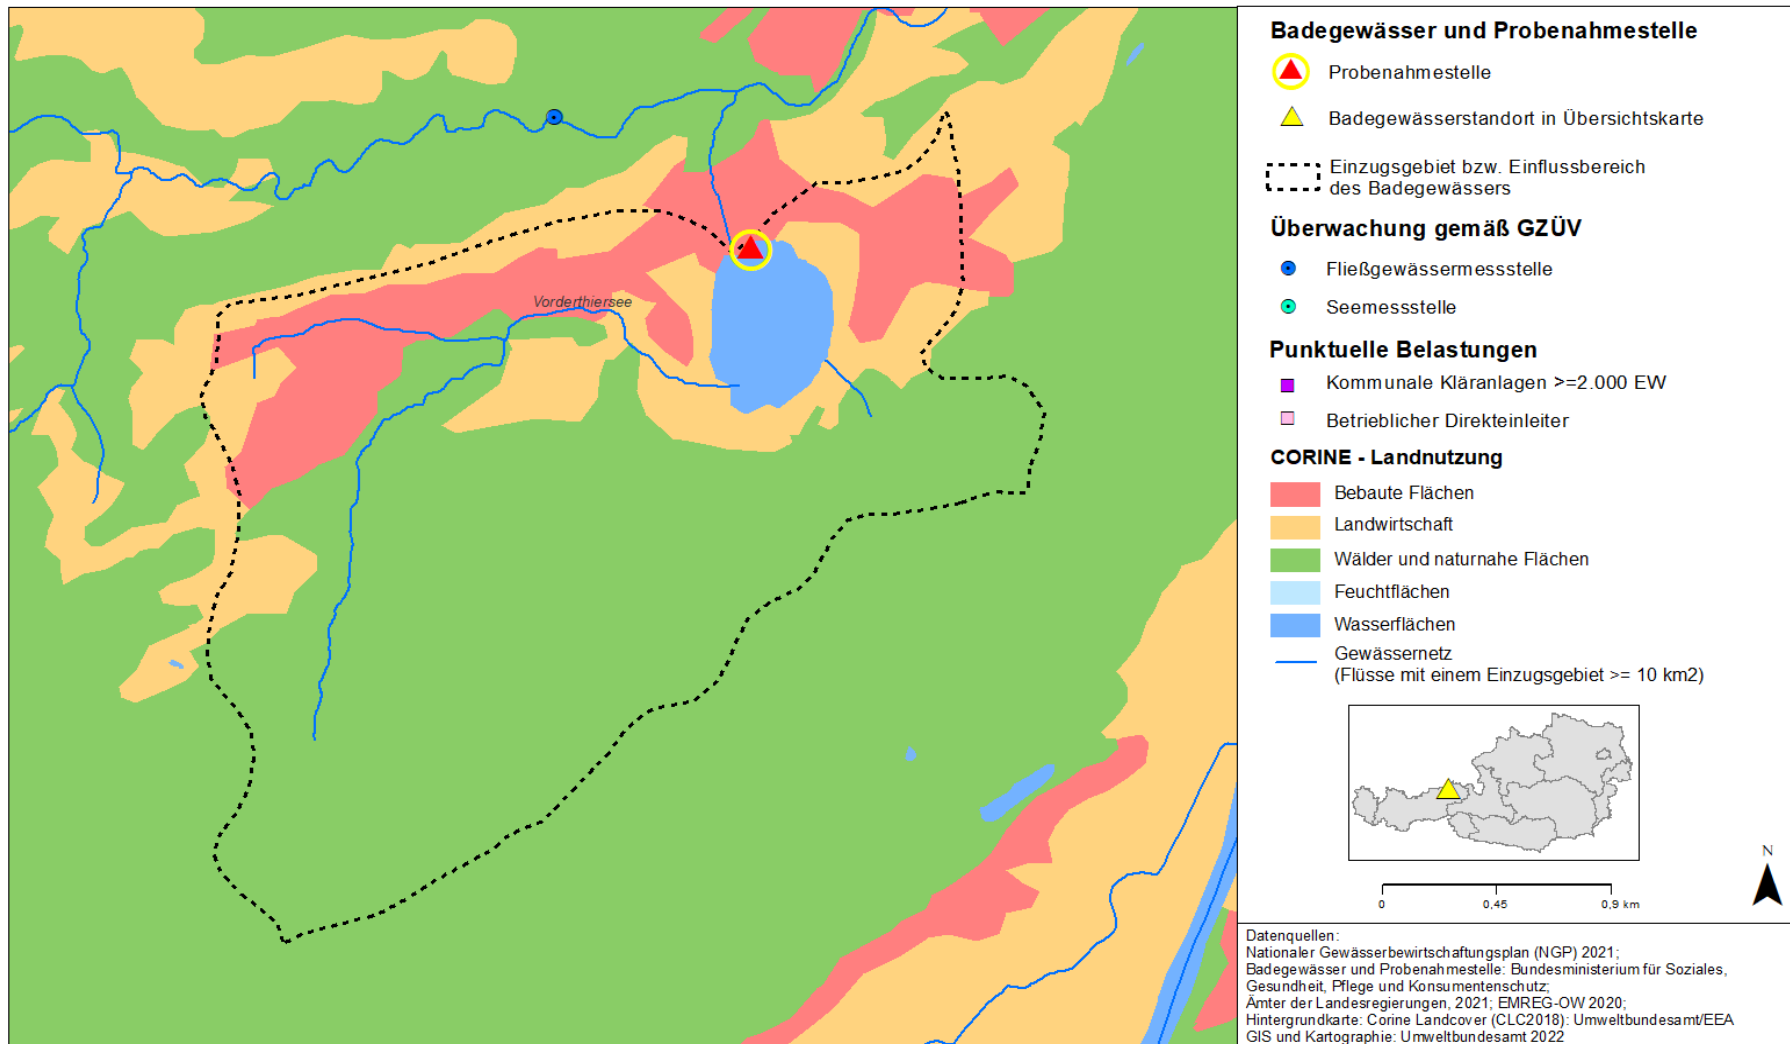 Vorderthiersee
Badegewässer und Probenahmestelle
Probenahmestelle
Badegewässerstandort in Übersichtskarte
Einzugsgebiet bzw. Einflussbereich
des Badegewässers
Überwachung gemäß GZÜV
Fließgewässermessstelle
Seemessstelle
Punktuelle Belastungen
Kommunale Kläranlagen >=2.000 EW
Betrieblicher Direkteinleiter
CORINE - Landnutzung
Bebaute Flächen
Landwirtschaft
Wälder und naturnahe Flächen
Feuchtflächen
Wasserflächen
Gewässernetz
(Flüsse mit einem Einzugsgebiet >= 10 km2)
N
0 0,45 0,9 km
Datenquellen:
Nationaler Gewässerbewirtschaftungsplan (NGP) 2021;
Badegewässer und Probenahmestelle: Bundesministerium für Soziales,
Gesundheit, Pflege und Konsumentenschutz;
Ämter der Landesregierungen, 2021; EMREG-OW 2020;
Hintergrundkarte: Corine Landcover (CLC2018): Umweltbundesamt/EEA
GIS und Kartographie: Umweltbundesamt 2022